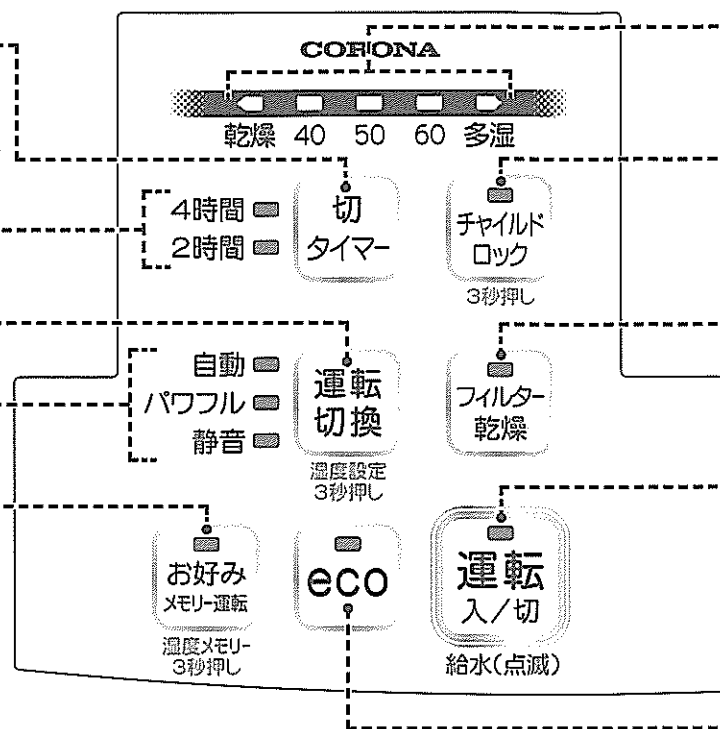 CORONA
乾燥 40 50 60 多湿
4時間
2時間
切
タイマー
チャイルド
ロック
3秒押し
自動
パワフル
静音
運転
切換
湿度設定
3秒押し
フィルター
乾燥
お好み
メモリー運転
湿度メモリー
3秒押し
eco
運転
入/切
給水(点滅)